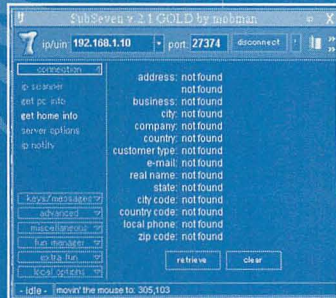 SubSeven v.2.1 GOLD by mobman
ip/uin: 192.168.1.10 port: 27374 disconnect
connection
ip scanner
get pc info
get home info
server options
ip notify
keys/messages
advanced
miscellaneous
fun manager
extra fun
local options
address: not found
not found
business: not found
city: not found
company: not found
country: not found
customer type: not found
e-mail: not found
real name: not found
state: not found
city code: not found
country code: not found
local phone: not found
zip code: not found
retrieve clear
- idle - movin' the mouse to: 305,103